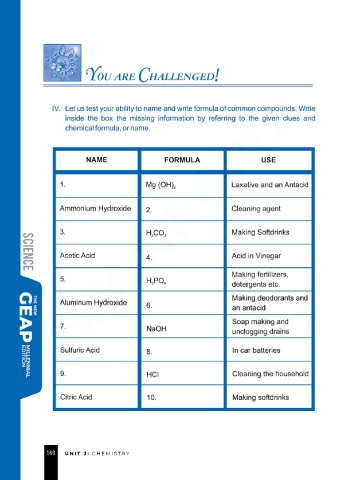 YOU ARE CHALLENGED!
IV. Let us test your ability to name and write formula of common compounds. Write
inside the box the missing information by referring to the given clues and
chemical formula, or name.
NAME FORMULA USE
1. Mg (OH)₂ Laxative and an Antacid
Ammonium Hydroxide 2. Cleaning agent
3. H₂CO₃ Making Softdrinks
Acetic Acid 4. Acid in Vinegar
5. H₃PO₄ Making fertilizers,
detergents etc.
Aluminum Hydroxide 6. Making deodorants and
an antacid
7. NaOH Soap making and
unclogging drains
Sulfuric Acid 8. In car batteries
9. HCl Cleaning the household
Citric Acid 10. Making softdrinks
SCIENCE
THE NEW
GEAP
MILLENNIAL
EDITION
160 UNIT 3: CHEMISTRY